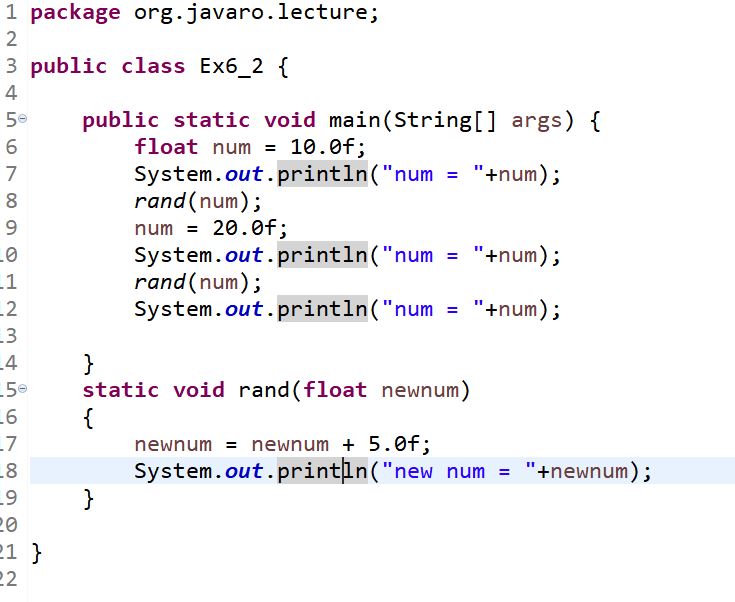 1 package org.javaro.lecture;
2
3 public class Ex6_2 {
4
5 public static void main(String[] args) {
6 float num = 10.0f;
7 System.out.println("num = "+num);
8 rand(num);
9 num = 20.0f;
10 System.out.println("num = "+num);
11 rand(num);
12 System.out.println("num = "+num);
13
14 }
15 static void rand(float newnum)
16 {
17 newnum = newnum + 5.0f;
18 System.out.println("new num = "+newnum);
19 }
20
21 }
22